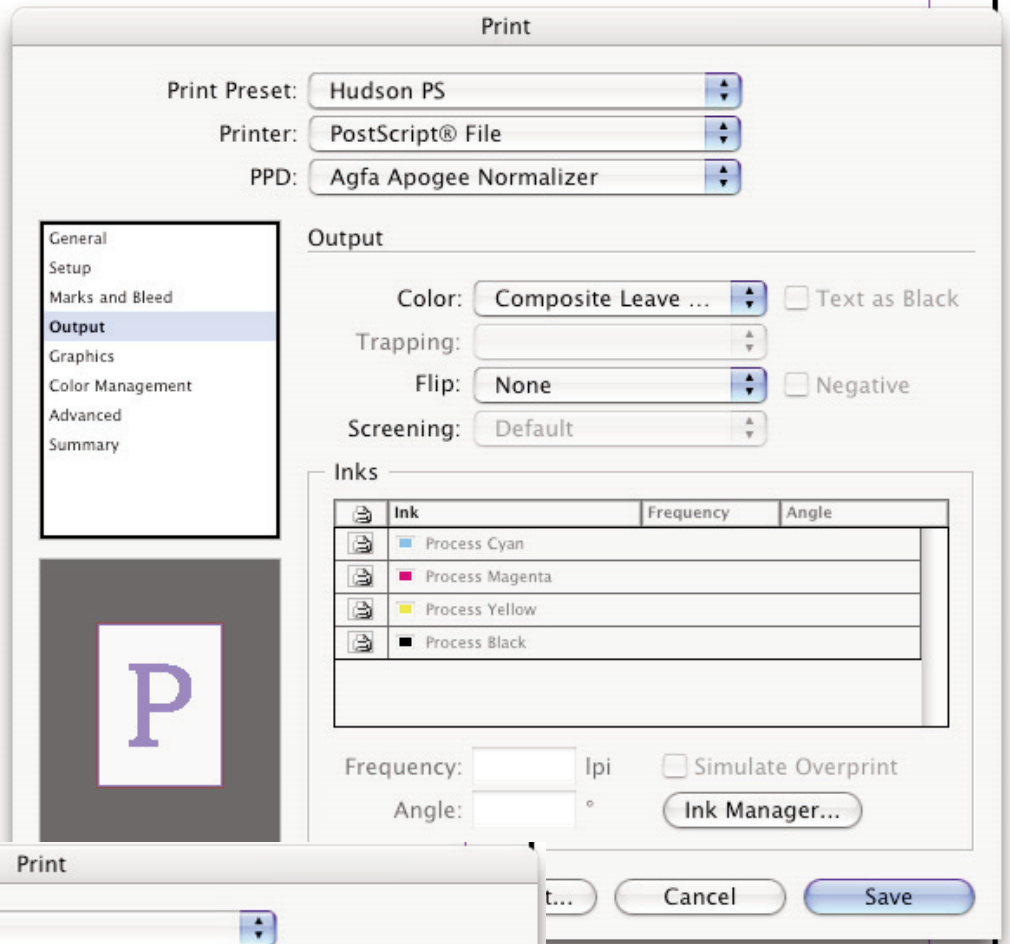 Print
Print Preset: Hudson PS
Printer: PostScript® File
PPD: Agfa Apogee Normalizer
General
Setup
Marks and Bleed
Output
Graphics
Color Management
Advanced
Summary
Output
Color: Composite Leave ... Text as Black
Trapping:
Flip: None Negative
Screening: Default
Inks
Ink Frequency Angle
Process Cyan
Process Magenta
Process Yellow
Process Black
Frequency: lpi Simulate Overprint
Angle: ° Ink Manager...
P
t... Cancel Save
Print